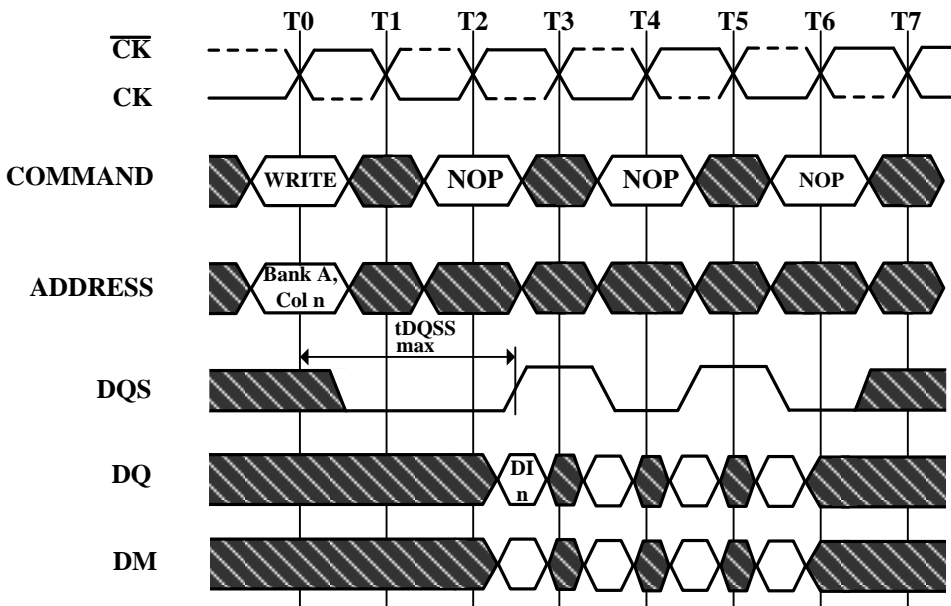 T0 T1 T2 T3 T4 T5 T6 T7
CK
CK
COMMAND
WRITE NOP NOP NOP
ADDRESS
Bank A,
Col n
tDQSS
max
DQS
DQ
DI
n
DM